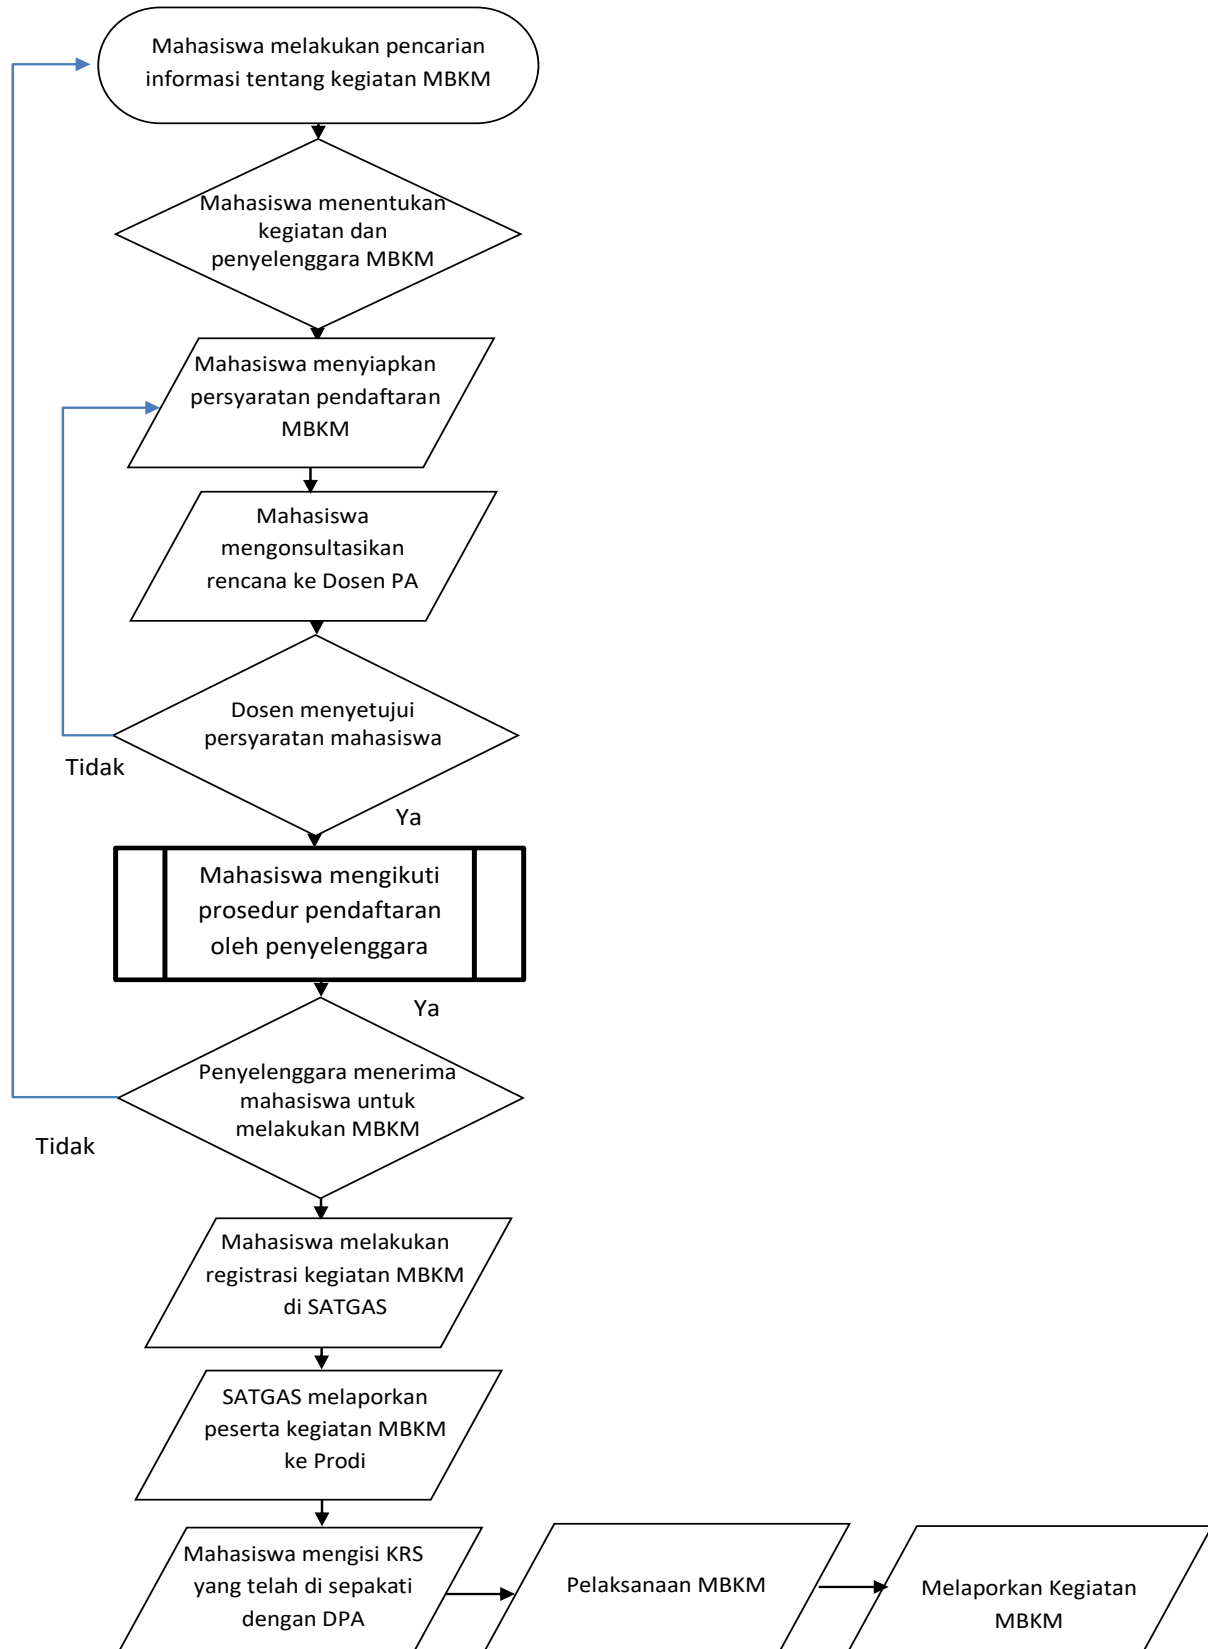 Mahasiswa melakukan pencarian
informasi tentang kegiatan MBKM
Mahasiswa menentukan
kegiatan dan
penyelenggara MBKM
Mahasiswa menyiapkan
persyaratan pendaftaran
MBKM
Mahasiswa
mengonsultasikan
rencana ke Dosen PA
Dosen menyetujui
persyaratan mahasiswa
Tidak
Ya
Mahasiswa mengikuti
prosedur pendaftaran
oleh penyelenggara
Ya
Penyelenggara menerima
mahasiswa untuk
melakukan MBKM
Tidak
Mahasiswa melakukan
registrasi kegiatan MBKM
di SATGAS
SATGAS melaporkan
peserta kegiatan MBKM
ke Prodi
Mahasiswa mengisi KRS
yang telah di sepakati
dengan DPA
Pelaksanaan MBKM
Melaporkan Kegiatan
MBKM